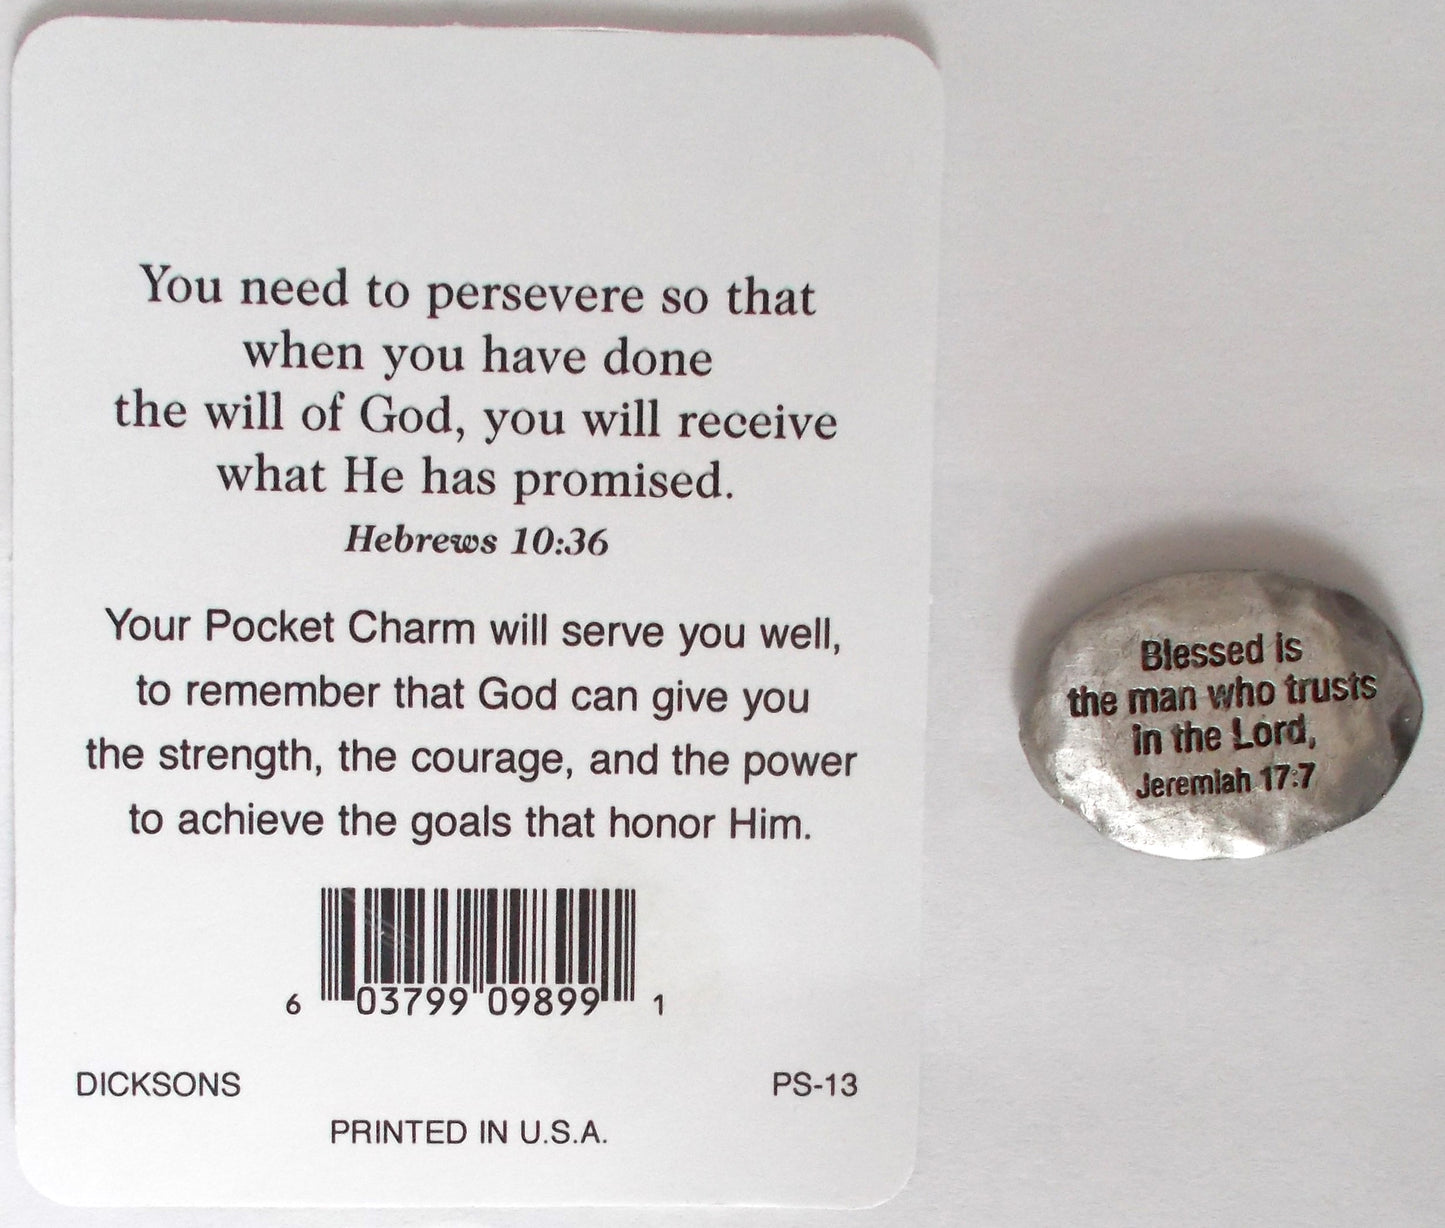 You need to persevere so that
when you have done
the will of God, you will receive
what He has promised.
Hebrews 10:36
Your Pocket Charm will serve you well,
to remember that God can give you
the strength, the courage, and the power
to achieve the goals that honor Him.
6 03799 09899 1
DICKSONS PS-13
PRINTED IN U.S.A.
Blessed is
the man who trusts
in the Lord,
Jeremiah 17:7